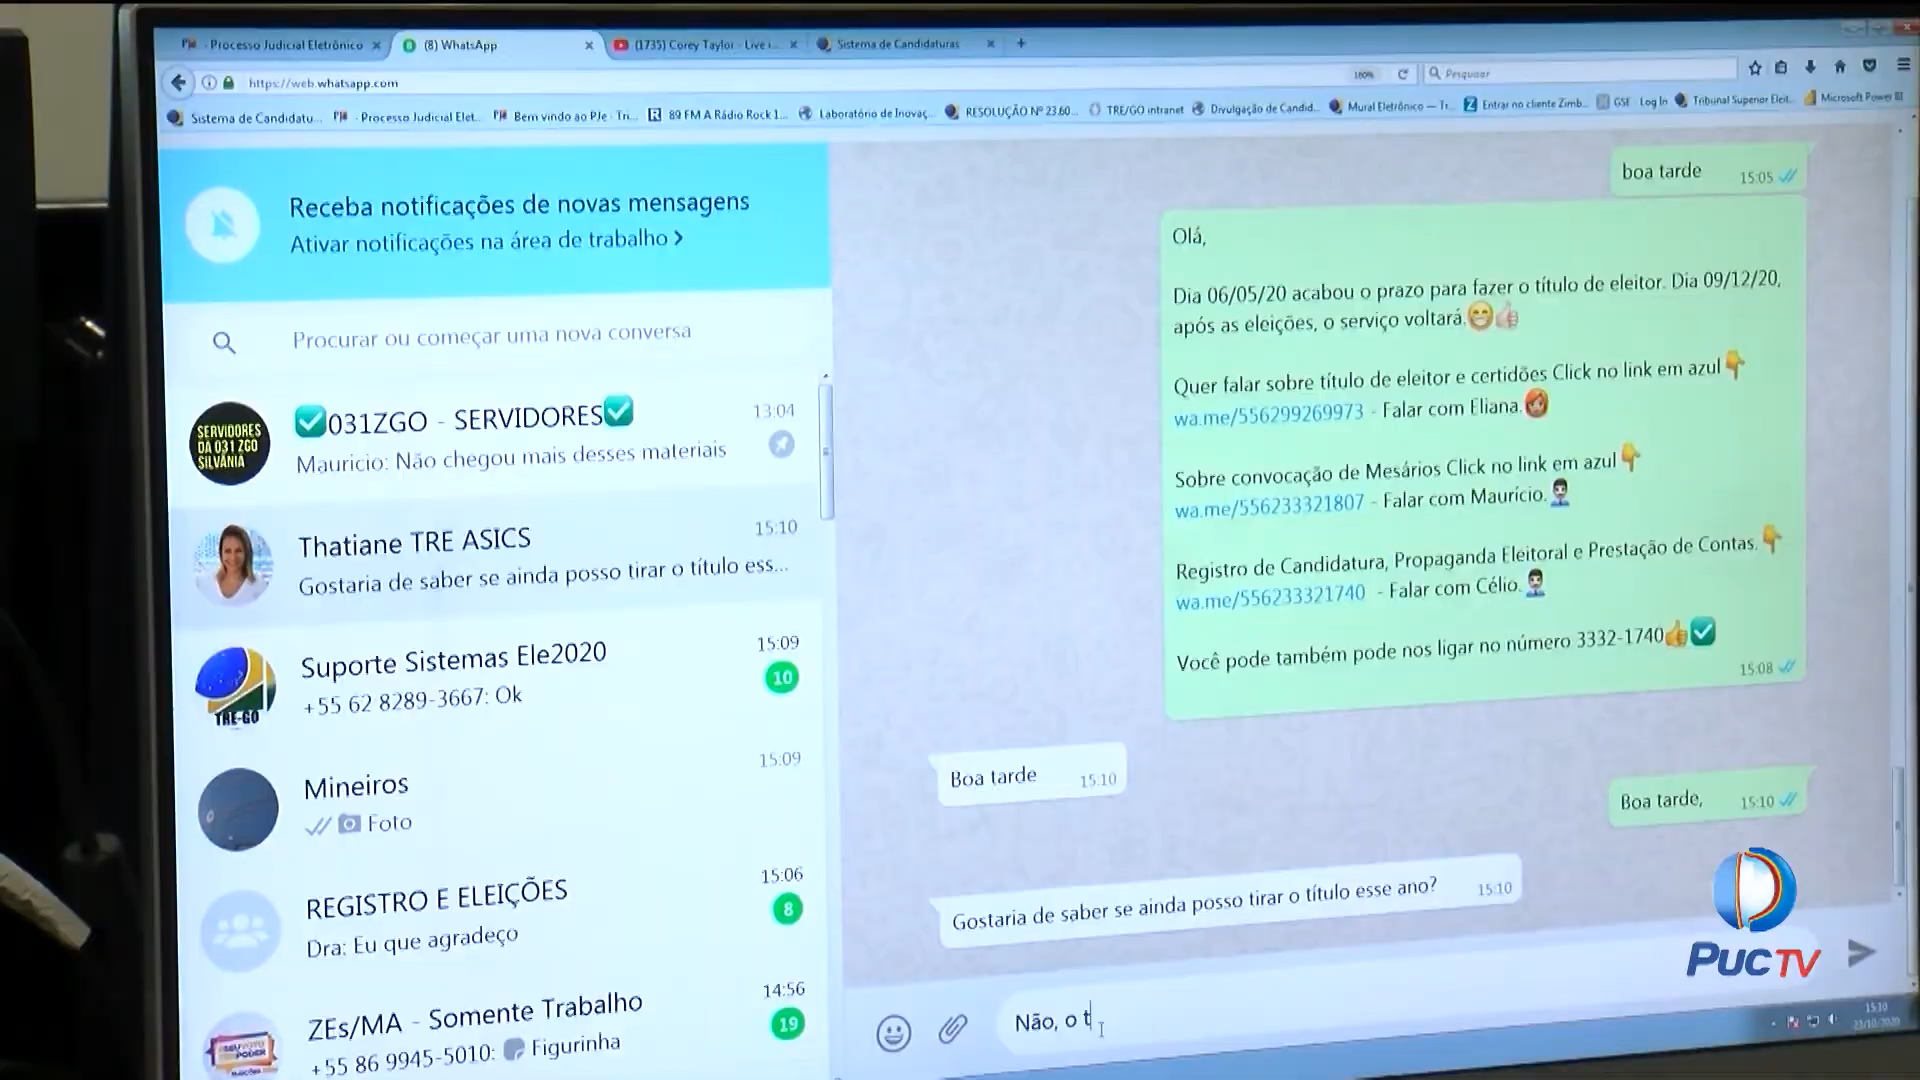 Processo Judicial Eletrônico
(8) WhatsApp
(1735) Corey Taylor - Live i...
Sistema de Candidaturas
https://web.whatsapp.com
Pesquisar
Sistema de Candidatu...
Processo Judicial Elet...
Bem vindo ao PJe - Tri...
89 FM A Rádio Rock 1...
Laboratório de Inovaç...
RESOLUÇÃO Nº 23.60...
TRE/GO intranet
Divulgação de Candid...
Mural Eletrônico — Tr...
Entrar no cliente Zimb...
GSE
Log In
Tribunal Superior Eleit...
Microsoft Power BI
Receba notificações de novas mensagens
Ativar notificações na área de trabalho >
Procurar ou começar uma nova conversa
SERVIDORES
DA 031 ZGO
SILVÂNIA
✅031ZGO - SERVIDORES✅
13:04
Mauricio: Não chegou mais desses materiais
Thatiane TRE ASICS
15:10
Gostaria de saber se ainda posso tirar o título ess...
TRE-GO
Suporte Sistemas Ele2020
15:09
+55 62 8289-3667: Ok
10
Mineiros
15:09
Foto
REGISTRO E ELEIÇÕES
15:06
Dra: Eu que agradeço
8
ZEs/MA - Somente Trabalho
14:56
+55 86 9945-5010: Figurinha
19
boa tarde
15:05
Olá,
Dia 06/05/20 acabou o prazo para fazer o título de eleitor. Dia 09/12/20,
após as eleições, o serviço voltará.😁👍
Quer falar sobre título de eleitor e certidões Click no link em azul👇
wa.me/556299269973 - Falar com Eliana.
Sobre convocação de Mesários Click no link em azul👇
wa.me/556233321807 - Falar com Maurício.
Registro de Candidatura, Propaganda Eleitoral e Prestação de Contas.👇
wa.me/556233321740 - Falar com Célio.
Você pode também pode nos ligar no número 3332-1740👍✅
15:08
Boa tarde
15:10
Boa tarde,
15:10
Gostaria de saber se ainda posso tirar o título esse ano?
15:10
Não, o t
PUC TV
15:10
23/10/2020